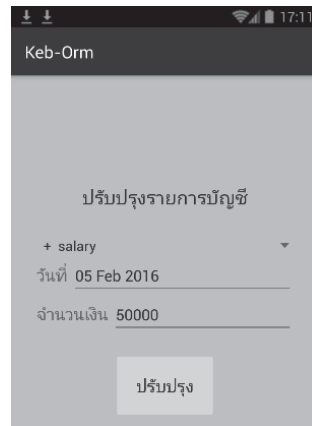 17:11
Keb-Orm
ปรับปรุงรายการบัญชี
+ salary
วันที่ 05 Feb 2016
จำนวนเงิน 50000
ปรับปรุง